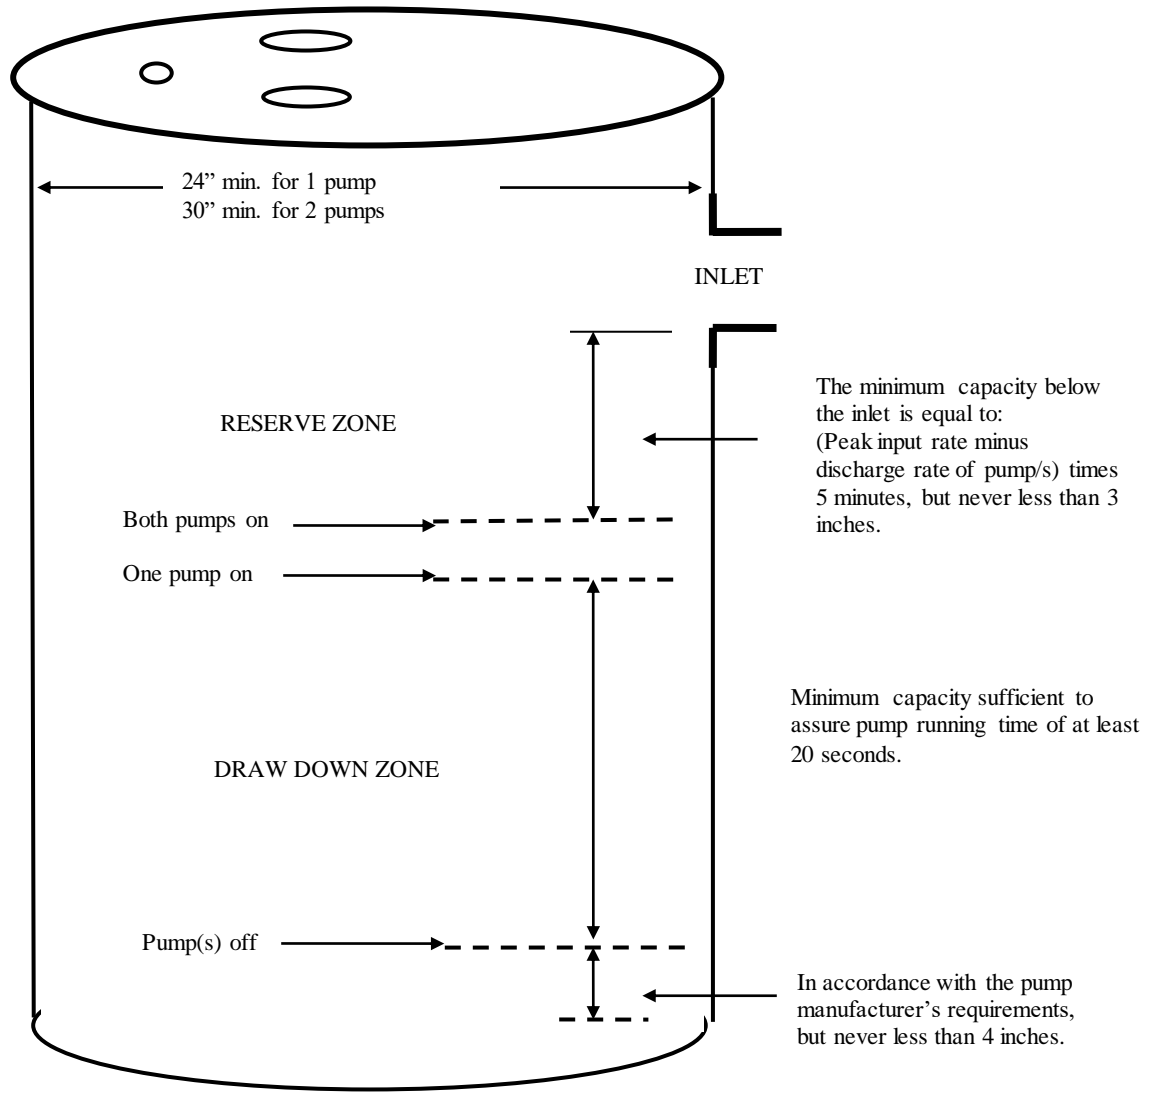 24” min. for 1 pump
30” min. for 2 pumps
INLET
The minimum capacity below
the inlet is equal to:
(Peak input rate minus
discharge rate of pump/s) times
5 minutes, but never less than 3
inches.
RESERVE ZONE
Both pumps on
One pump on
Minimum capacity sufficient to
assure pump running time of at least
20 seconds.
DRAW DOWN ZONE
Pump(s) off
In accordance with the pump
manufacturer’s requirements,
but never less than 4 inches.